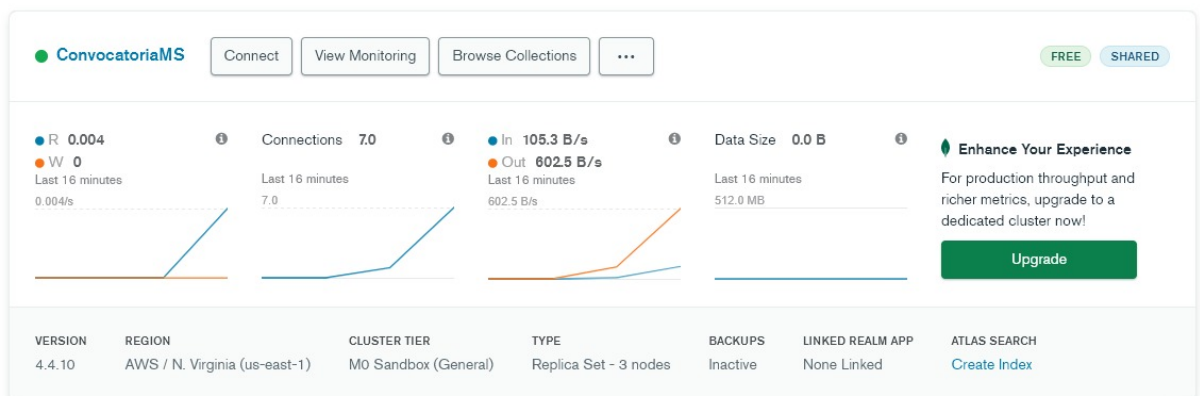 ConvocatoriaMS Connect View Monitoring Browse Collections ... FREE SHARED
R 0.004
W 0
Last 16 minutes
0.004/s
Connections 7.0
Last 16 minutes
7.0
In 105.3 B/s
Out 602.5 B/s
Last 16 minutes
602.5 B/s
Data Size 0.0 B
Last 16 minutes
512.0 MB
Enhance Your Experience
For production throughput and
richer metrics, upgrade to a
dedicated cluster now!
Upgrade
VERSION REGION CLUSTER TIER TYPE BACKUPS LINKED REALM APP ATLAS SEARCH
4.4.10 AWS / N. Virginia (us-east-1) M0 Sandbox (General) Replica Set - 3 nodes Inactive None Linked Create Index